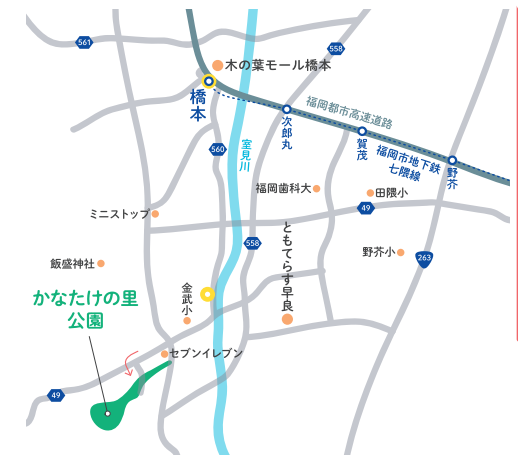 561
558
木の葉モール橋本
橋本
福岡都市高速道路
次郎丸
賀茂
福岡市地下鉄
七隈線
野芥
560
室見川
福岡歯科大
田隈小
49
ミニストップ
ともてらす早良
558
野芥小
263
飯盛神社
金武小
かなたけの里
公園
セブンイレブン
49